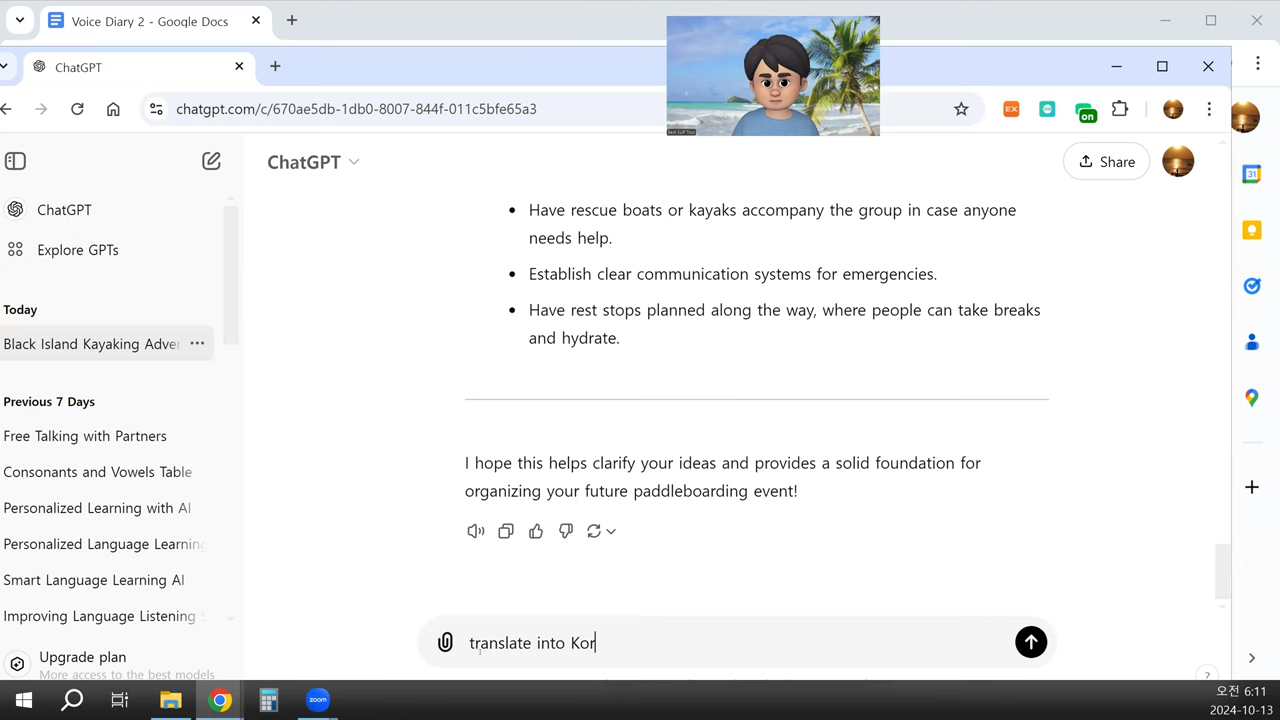 Voice Diary 2 - Google Docs
ChatGPT
chatgpt.com/c/670ae5db-1db0-8007-844f-011c5bfe65a3
EX
on
ChatGPT
Share
31
ChatGPT
Explore GPTs
Today
Black Island Kayaking Adver
Previous 7 Days
Free Talking with Partners
Consonants and Vowels Table
Personalized Learning with AI
Personalized Language Learning
Smart Language Learning AI
Improving Language Listening S
Upgrade plan
More access to the best models
Have rescue boats or kayaks accompany the group in case anyone
needs help.
Establish clear communication systems for emergencies.
Have rest stops planned along the way, where people can take breaks
and hydrate.
I hope this helps clarify your ideas and provides a solid foundation for
organizing your future paddleboarding event!
translate into Kor
?
zoom
오전 6:11
2024-10-13